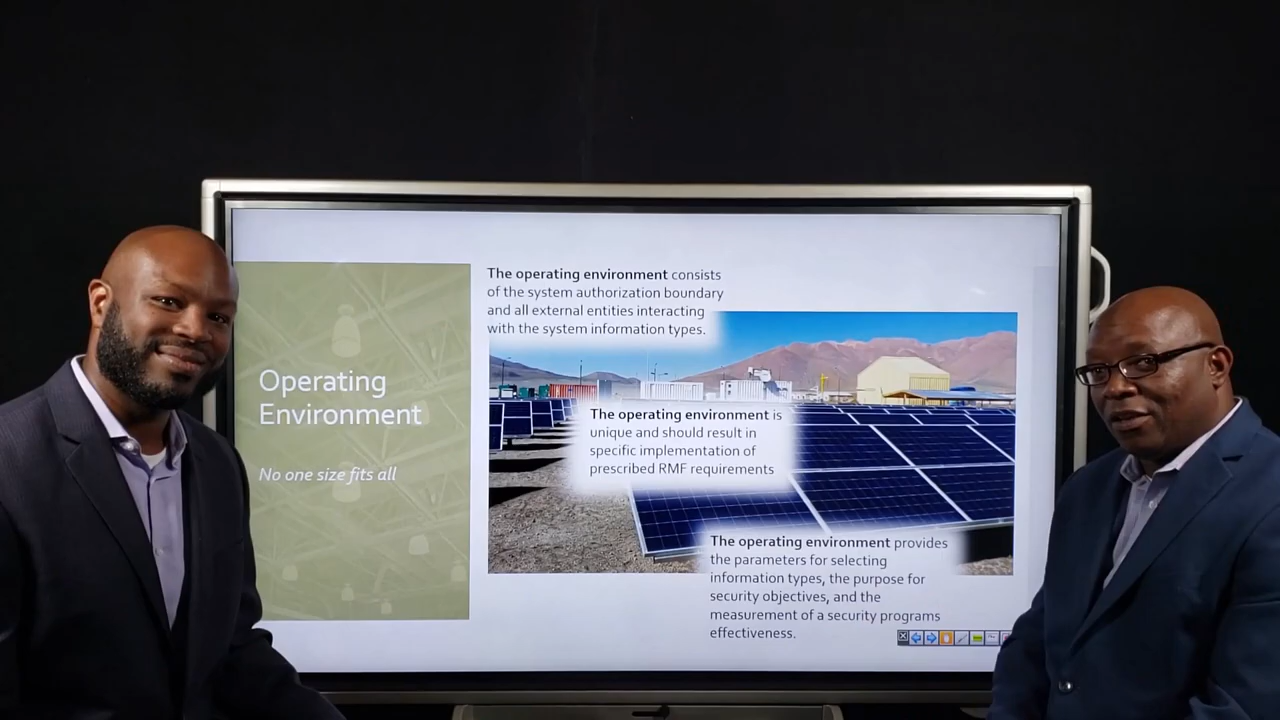 Operating
Environment
No one size fits all
The operating environment consists
of the system authorization boundary
and all external entities interacting
with the system information types.
The operating environment is
unique and should result in
specific implementation of
prescribed RMF requirements
The operating environment provides
the parameters for selecting
information types, the purpose for
security objectives, and the
measurement of a security programs
effectiveness.